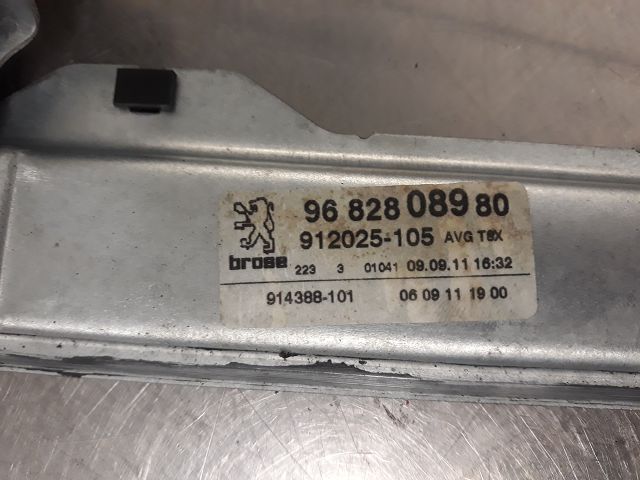 96 828 089 80
912025-105 AVG T8X
brose 223 3 01041 09.09.11 16:32
914388-101 06 09 11 19 00